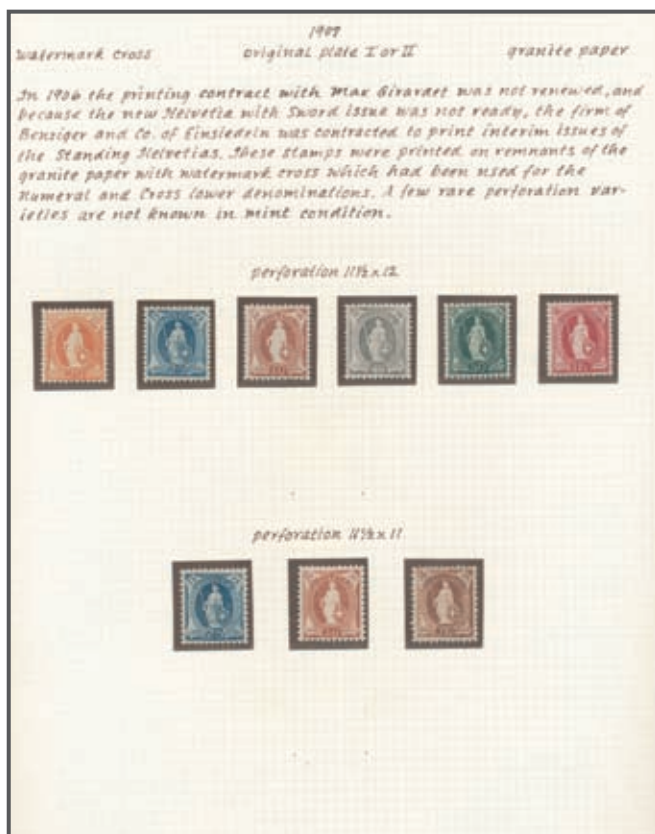 watermark cross original plate I or II granite paper
In 1906 the printing contract with Max Girardet was not renewed, and
because the new Helvetia with Sword issue was not ready, the firm of
Benziger and Co. of Einsiedeln was contracted to print interim issues of
the Standing Helvetias. These stamps were printed on remnants of the
granite paper with watermark cross which had been used for the
Numeral and Cross lower denominations. A few rare perforation var-
ieties are not known in mint condition.
perforation 11½ x 12
perforation 11½ x 11